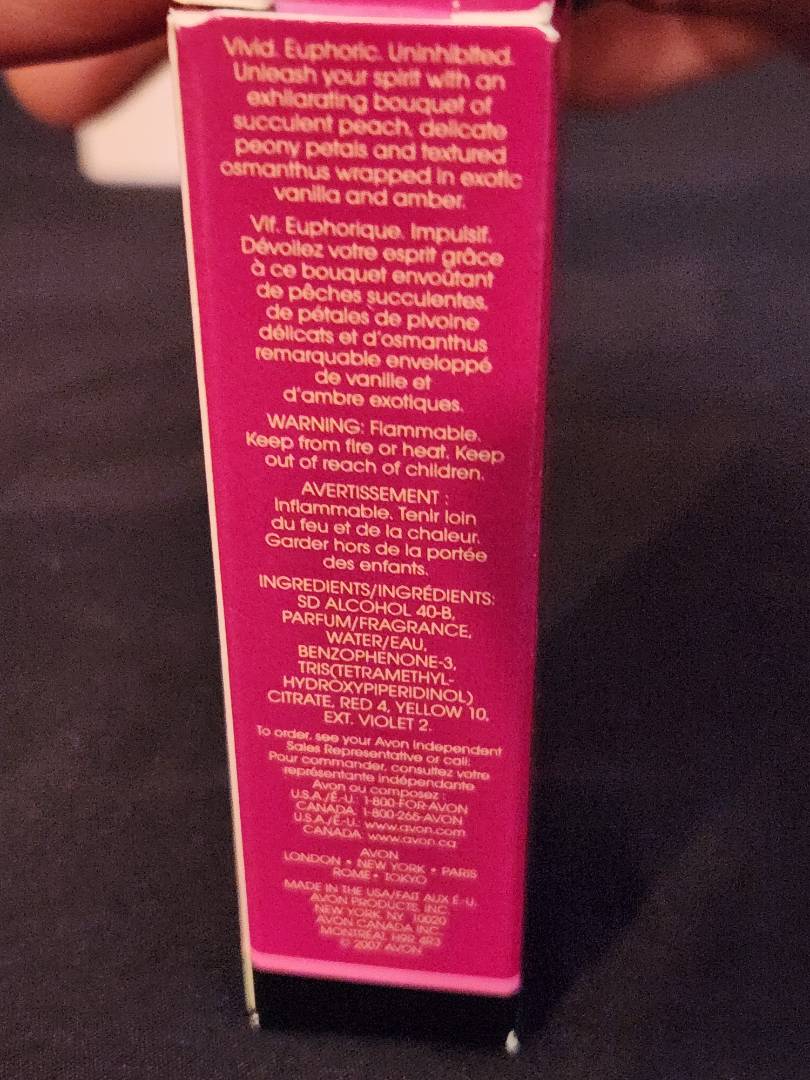 Vivid. Euphoric. Uninhibited.
Unleash your spirit with an
exhilarating bouquet of
succulent peach, delicate
peony petals and textured
osmanthus wrapped in exotic
vanilla and amber.
Vif. Euphorique. Impulsif.
Dévoilez votre esprit grâce
à ce bouquet envoûtant
de pêches succulentes,
de pétales de pivoine
délicats et d'osmanthus
remarquable enveloppé
de vanille et
d'ambre exotiques.
WARNING: Flammable.
Keep from fire or heat. Keep
out of reach of children.
AVERTISSEMENT :
Inflammable. Tenir loin
du feu et de la chaleur.
Garder hors de la portée
des enfants.
INGREDIENTS/INGRÉDIENTS:
SD ALCOHOL 40-B,
PARFUM/FRAGRANCE,
WATER/EAU,
BENZOPHENONE-3,
TRIS(TETRAMETHYL-
HYDROXYPIPERIDINOL)
CITRATE, RED 4, YELLOW 10,
EXT. VIOLET 2.
To order, see your Avon Independent
Sales Representative or call:
Pour commander, consultez votre
représentante indépendante
Avon ou composez :
U.S.A./É.-U.: 1-800-FOR-AVON
CANADA: 1-800-265-AVON
U.S.A./É.-U.: www.avon.com
CANADA: www.avon.ca
AVON
LONDON • NEW YORK • PARIS
ROME • TOKYO
MADE IN THE USA/FAIT AUX É.-U.
AVON PRODUCTS, INC.
NEW YORK, NY 10020
AVON CANADA INC.
MONTRÉAL H9R 4R3
© 2007 AVON